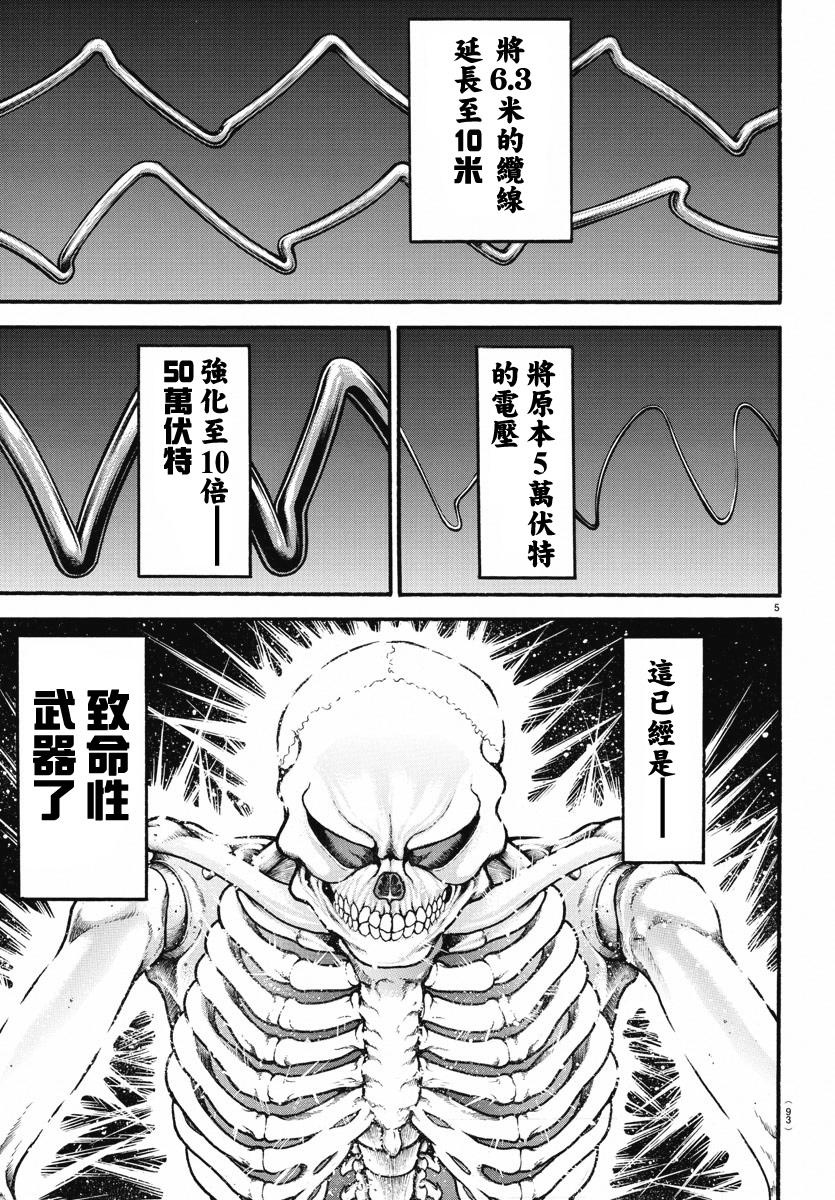 將6.3米的纜線
延長至10米
將原本5萬伏特
的電壓
強化至10倍——
50萬伏特
5
這已經是——
致命性
武器了
（93）